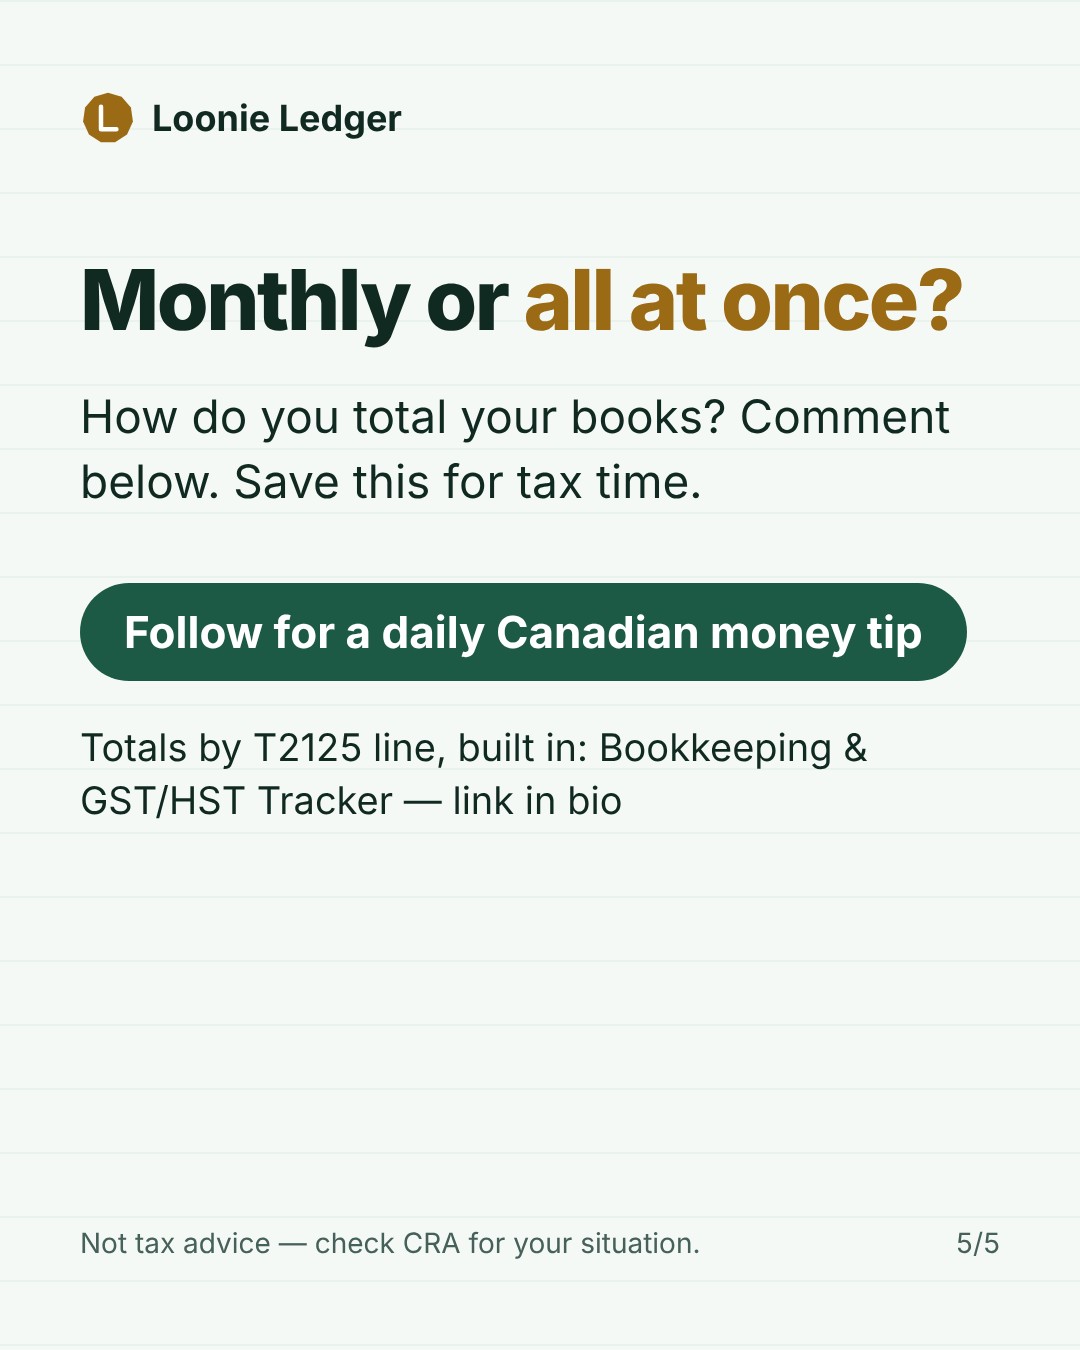 L Loonie Ledger
Monthly or all at once?
How do you total your books? Comment
below. Save this for tax time.
Follow for a daily Canadian money tip
Totals by T2125 line, built in: Bookkeeping &
GST/HST Tracker — link in bio
Not tax advice — check CRA for your situation. 5/5